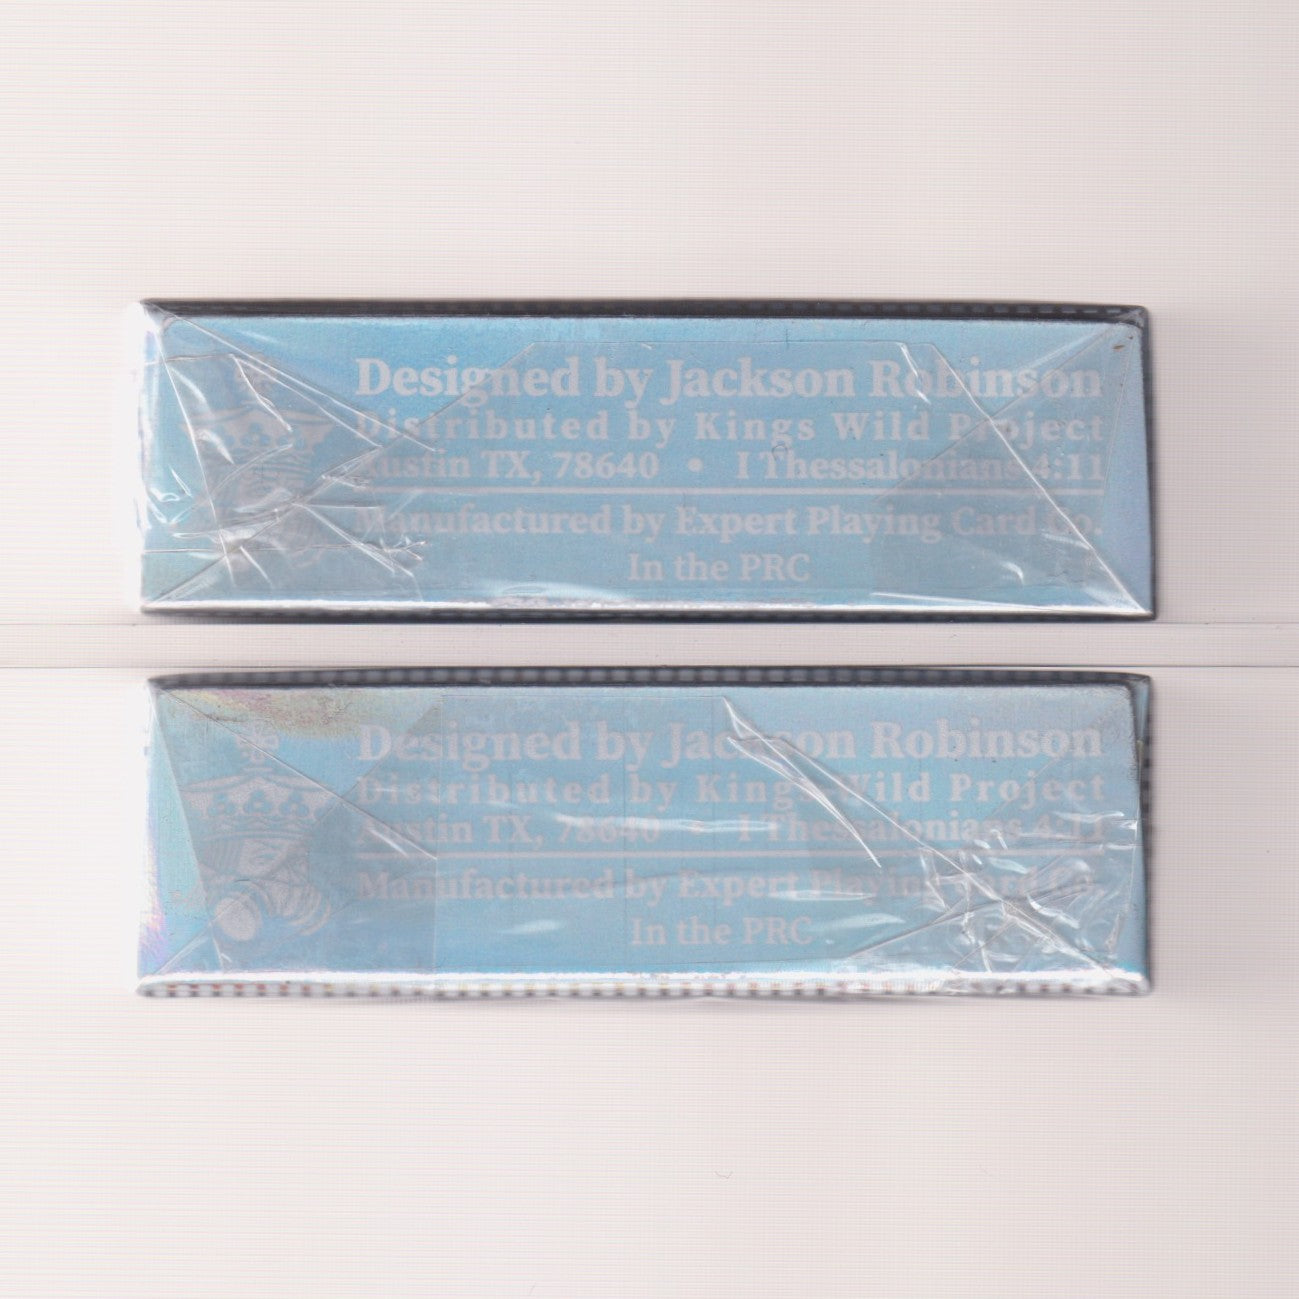 Designed by Jackson Robinson
Distributed by Kings Wild Project
Austin TX, 78640 • I Thessalonians 4:11
Manufactured by Expert Playing Card Co.
In the PRC
Designed by Jackson Robinson
Distributed by Kings Wild Project
Austin TX, 78640 • I Thessalonians 4:11
Manufactured by Expert Playing Card Co.
In the PRC